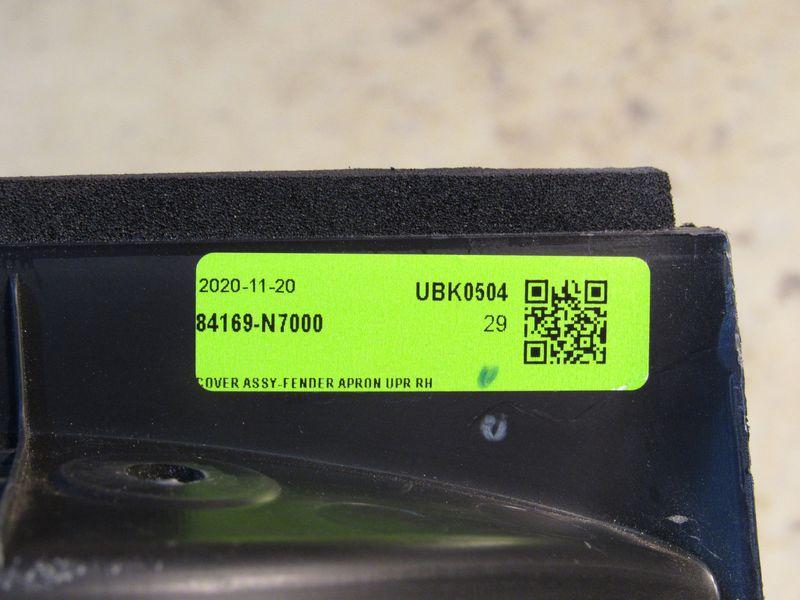 2020-11-20
UBK0504
84169-N7000
29
COVER ASSY-FENDER APRON UPR RH